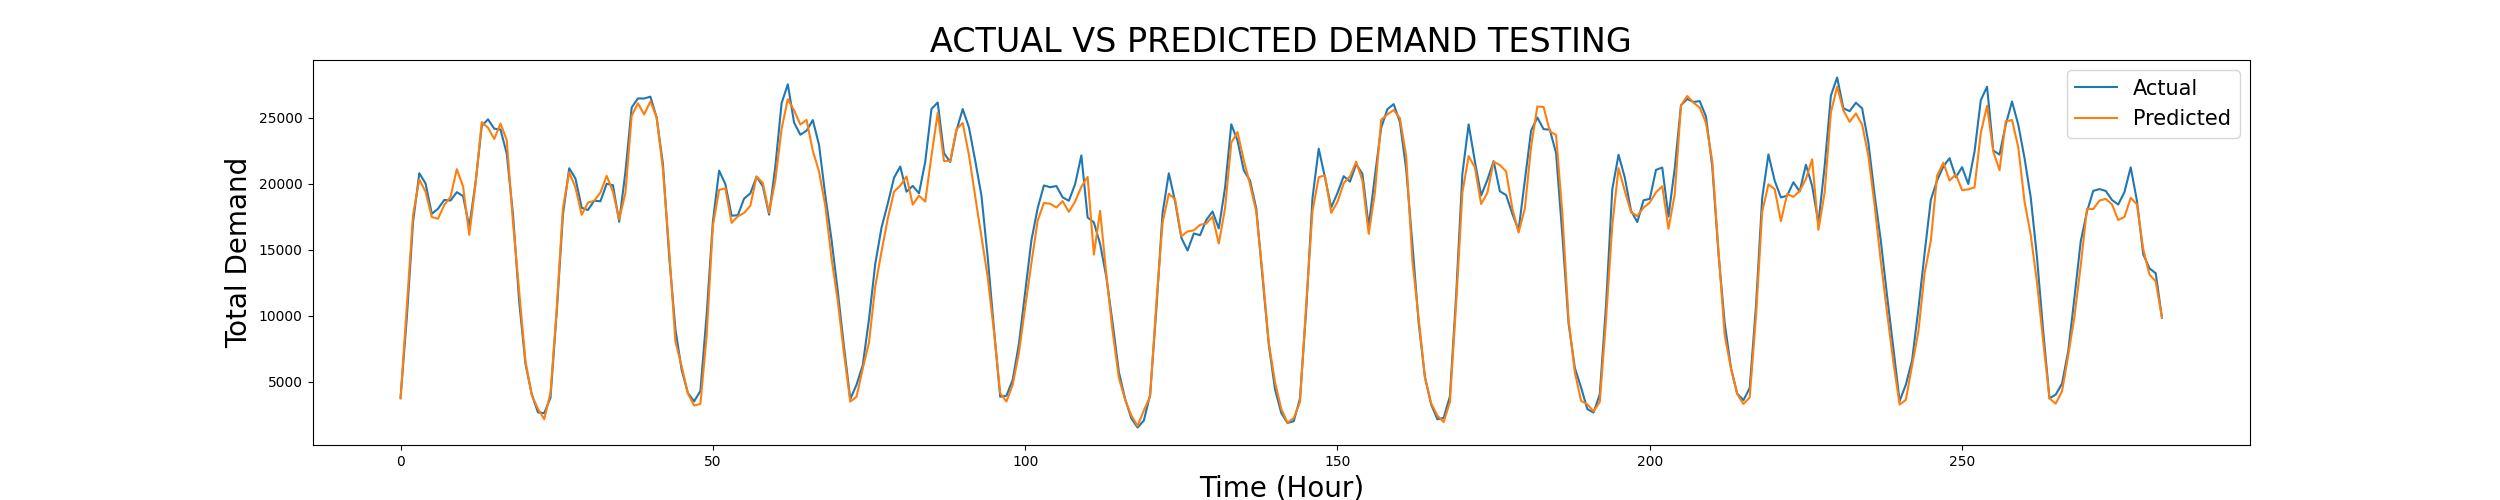 ACTUAL VS PREDICTED DEMAND TESTING
Actual
Predicted
Total Demand
25000
20000
15000
10000
5000
0 50 100 150 200 250
Time (Hour)